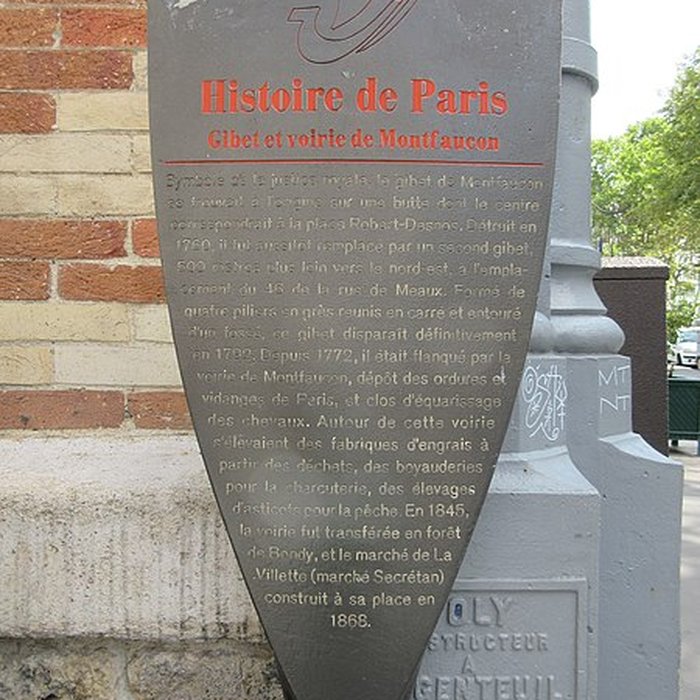 Histoire de Paris
Gibet et voirie de Montfaucon
Symbole de la justice royale, le gibet de Montfaucon
se trouvait à l'origine sur une butte dont le centre
correspondrait à la place Robert-Desnos. Détruit en
1760, il fut aussitôt remplacé par un second gibet,
500 mètres plus loin vers le nord-est, à l'empla-
cement du 46 de la rue de Meaux. Formé de
quatre piliers en grès réunis en carré et entouré
d'un fossé, ce gibet disparaît définitivement
en 1792. Depuis 1772, il était flanqué par la
voirie de Montfaucon, dépôt des ordures et
vidanges de Paris, et clos d'équarissage
des chevaux. Autour de cette voirie
s'élevaient des fabriques d'engrais à
partir des déchets, des boyauderies
pour la charcuterie, des élevages
d'asticots pour la pêche. En 1845,
la voirie fut transférée en forêt
de Bondy, et le marché de La
Villette (marché Secrétan)
construit à sa place en
1868.
MT
NT
OLY
STRUCTEUR
A
GENTEUIL